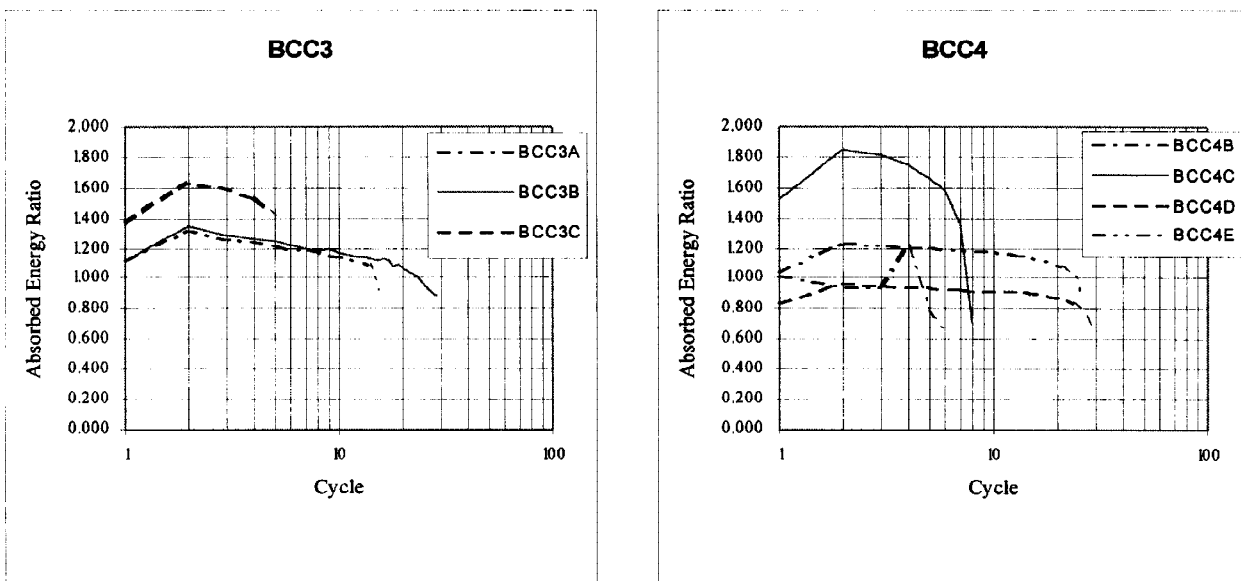 BCC3
Absorbed Energy Ratio
2.000
1.800
1.600
1.400
1.200
1.000
0.800
0.600
0.400
0.200
0.000
1
10
100
Cycle
BCC3A
BCC3B
BCC3C
BCC4
Absorbed Energy Ratio
2.000
1.800
1.600
1.400
1.200
1.000
0.800
0.600
0.400
0.200
0.000
1
10
100
Cycle
BCC4B
BCC4C
BCC4D
BCC4E